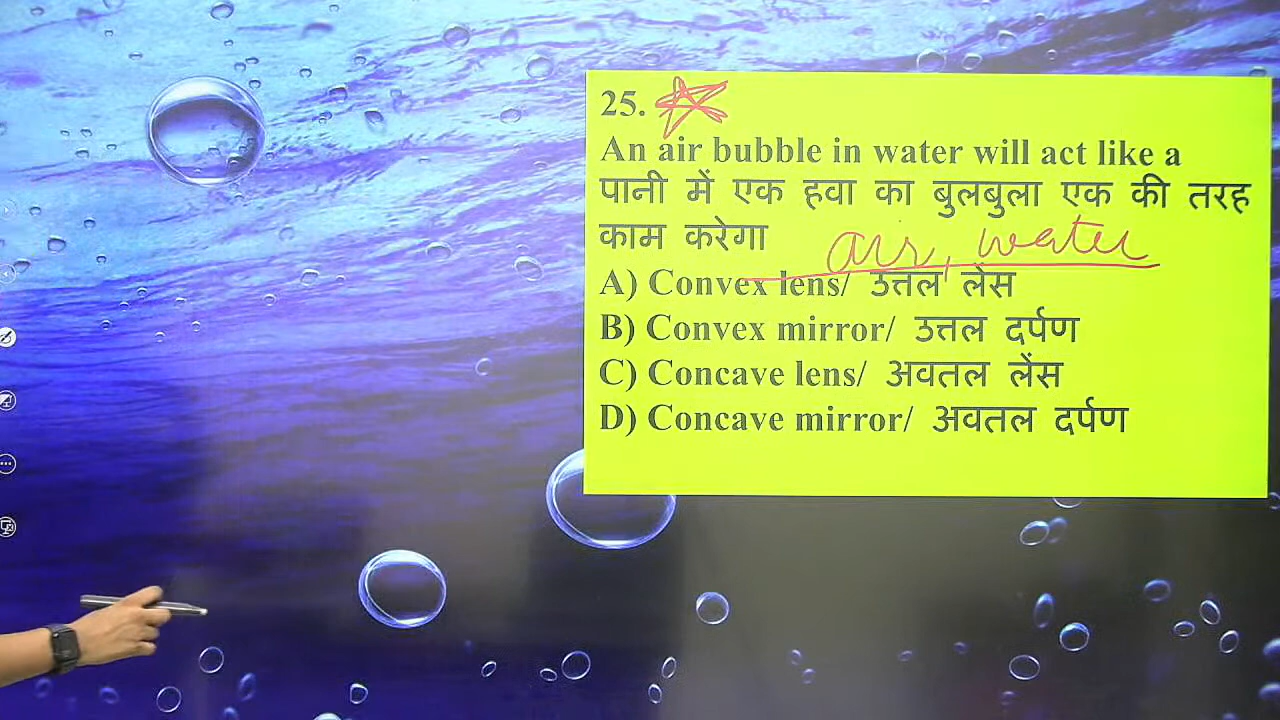 25.
An air bubble in water will act like a
पानी में एक हवा का बुलबुला एक की तरह
काम करेगा
air, water
A) Convex lens/ उत्तल लेंस
B) Convex mirror/ उत्तल दर्पण
C) Concave lens/ अवतल लेंस
D) Concave mirror/ अवतल दर्पण